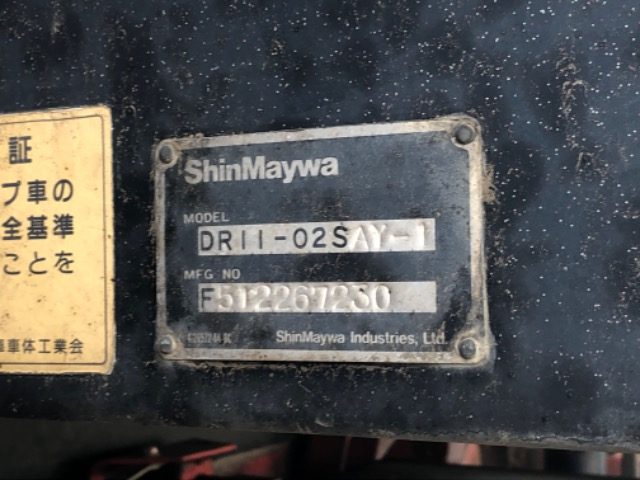 証
プ車の
全基準
ことを
車体工業会
ShinMaywa
MODEL
DR11-02SAY-1
MFG NO
F512267230
ShinMaywa Industries, Ltd.